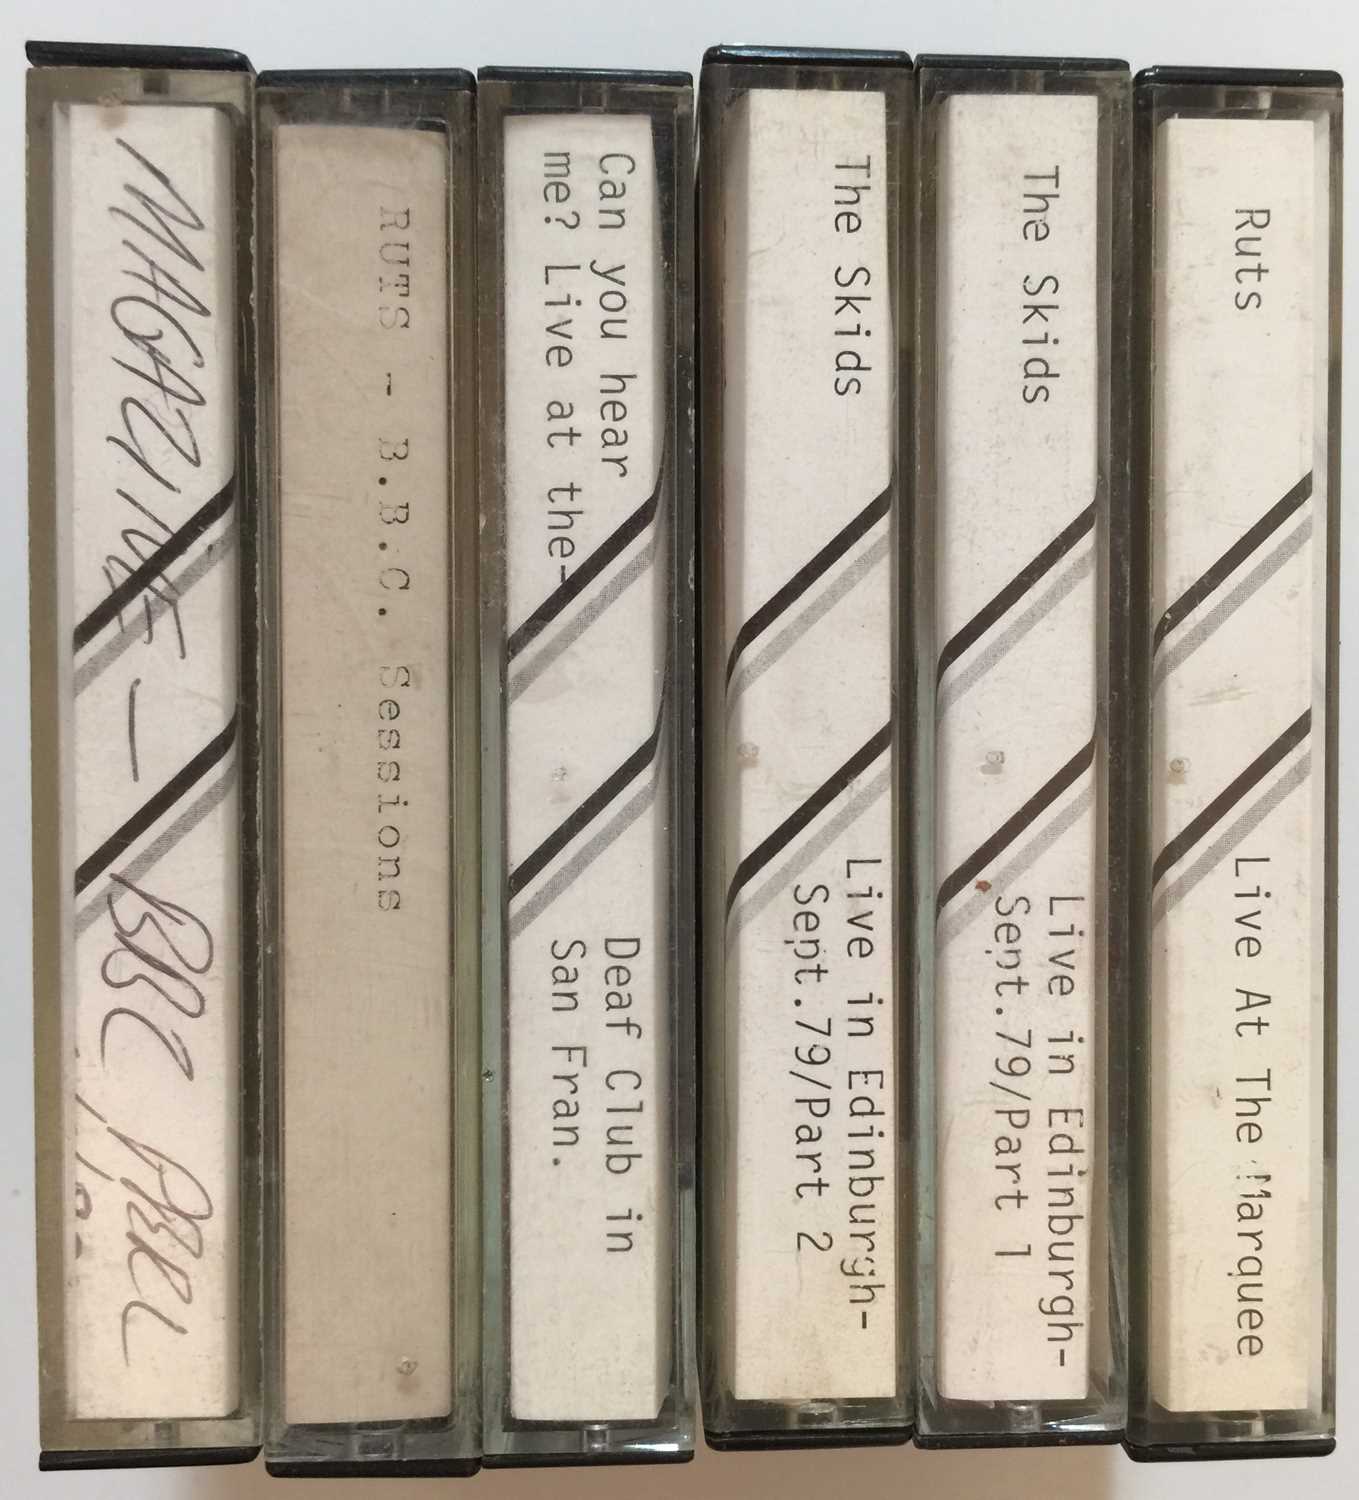 MAGAZINE — BBC PEEL
RUTS - B.B.C. Sessions
Can you hear
me? Live at the-
Deaf Club in
San Fran.
The Skids
Live in Edinburgh-
Sept.79/Part 2
The Skids
Live in Edinburgh-
Sept.79/Part 1
Ruts
Live At The Marquee